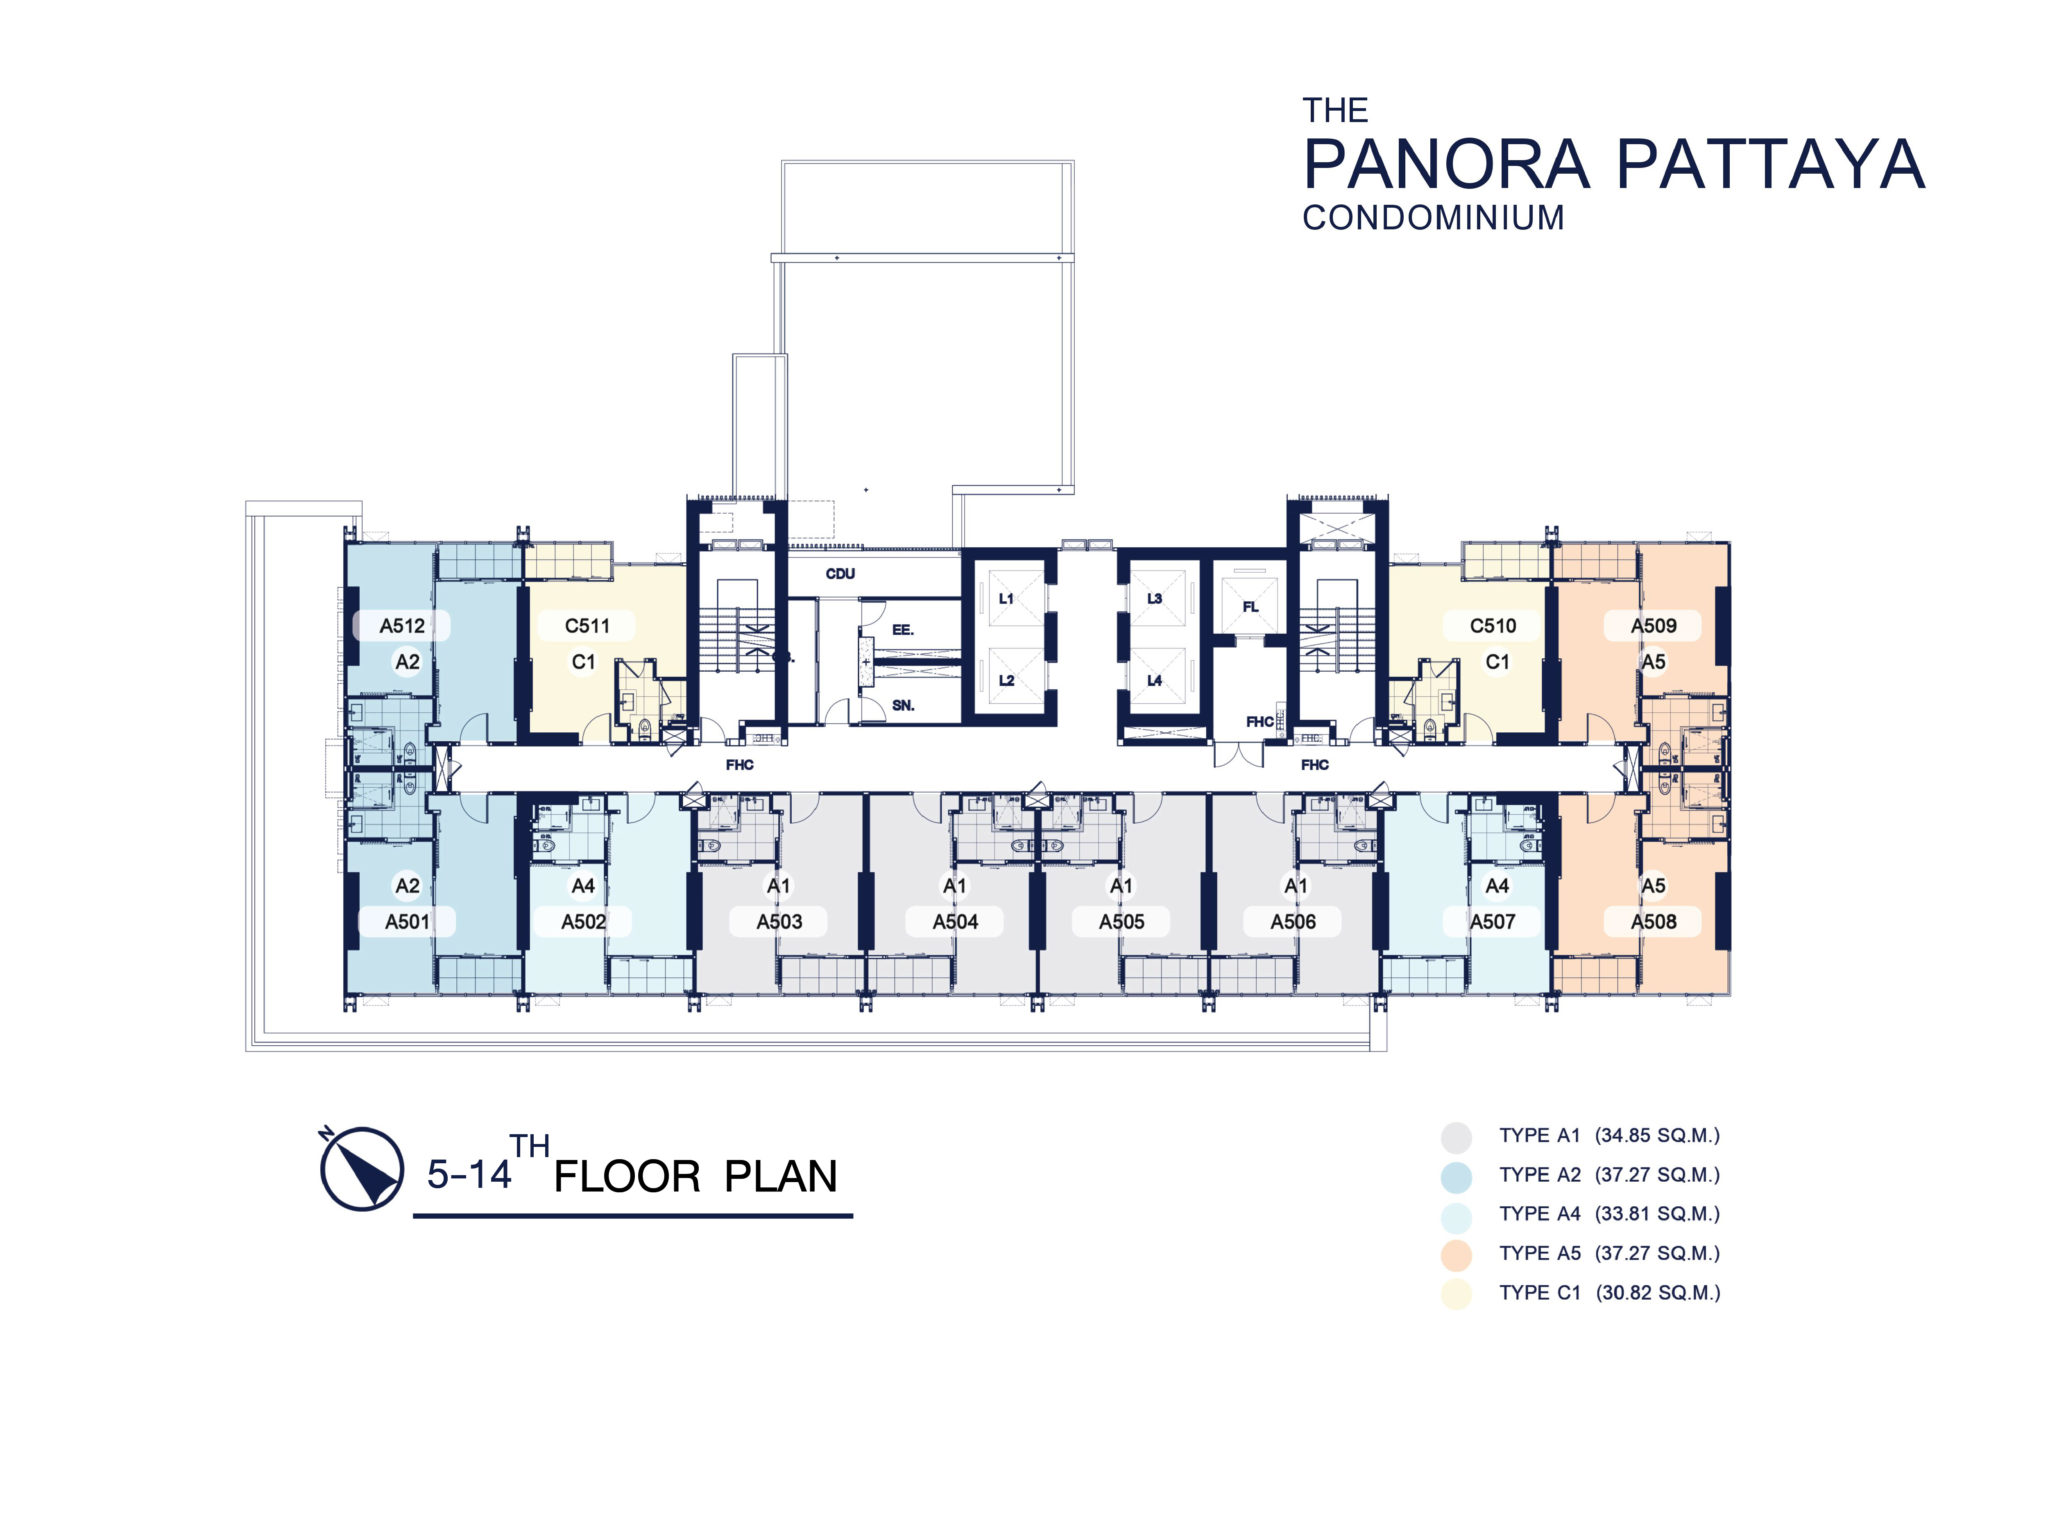 THE
PANORA PATTAYA
CONDOMINIUM
CDU
L1
L3
FL
EE.
A512
C511
C510
A509
A2
C1
C1
A5
L2
L4
SN.
FHC
FHC.
FHC
FHC
A2
A4
A1
A1
A1
A1
A4
A5
A501
A502
A503
A504
A505
A506
A507
A508
N
5-14TH FLOOR PLAN
TYPE A1 (34.85 SQ.M.)
TYPE A2 (37.27 SQ.M.)
TYPE A4 (33.81 SQ.M.)
TYPE A5 (37.27 SQ.M.)
TYPE C1 (30.82 SQ.M.)